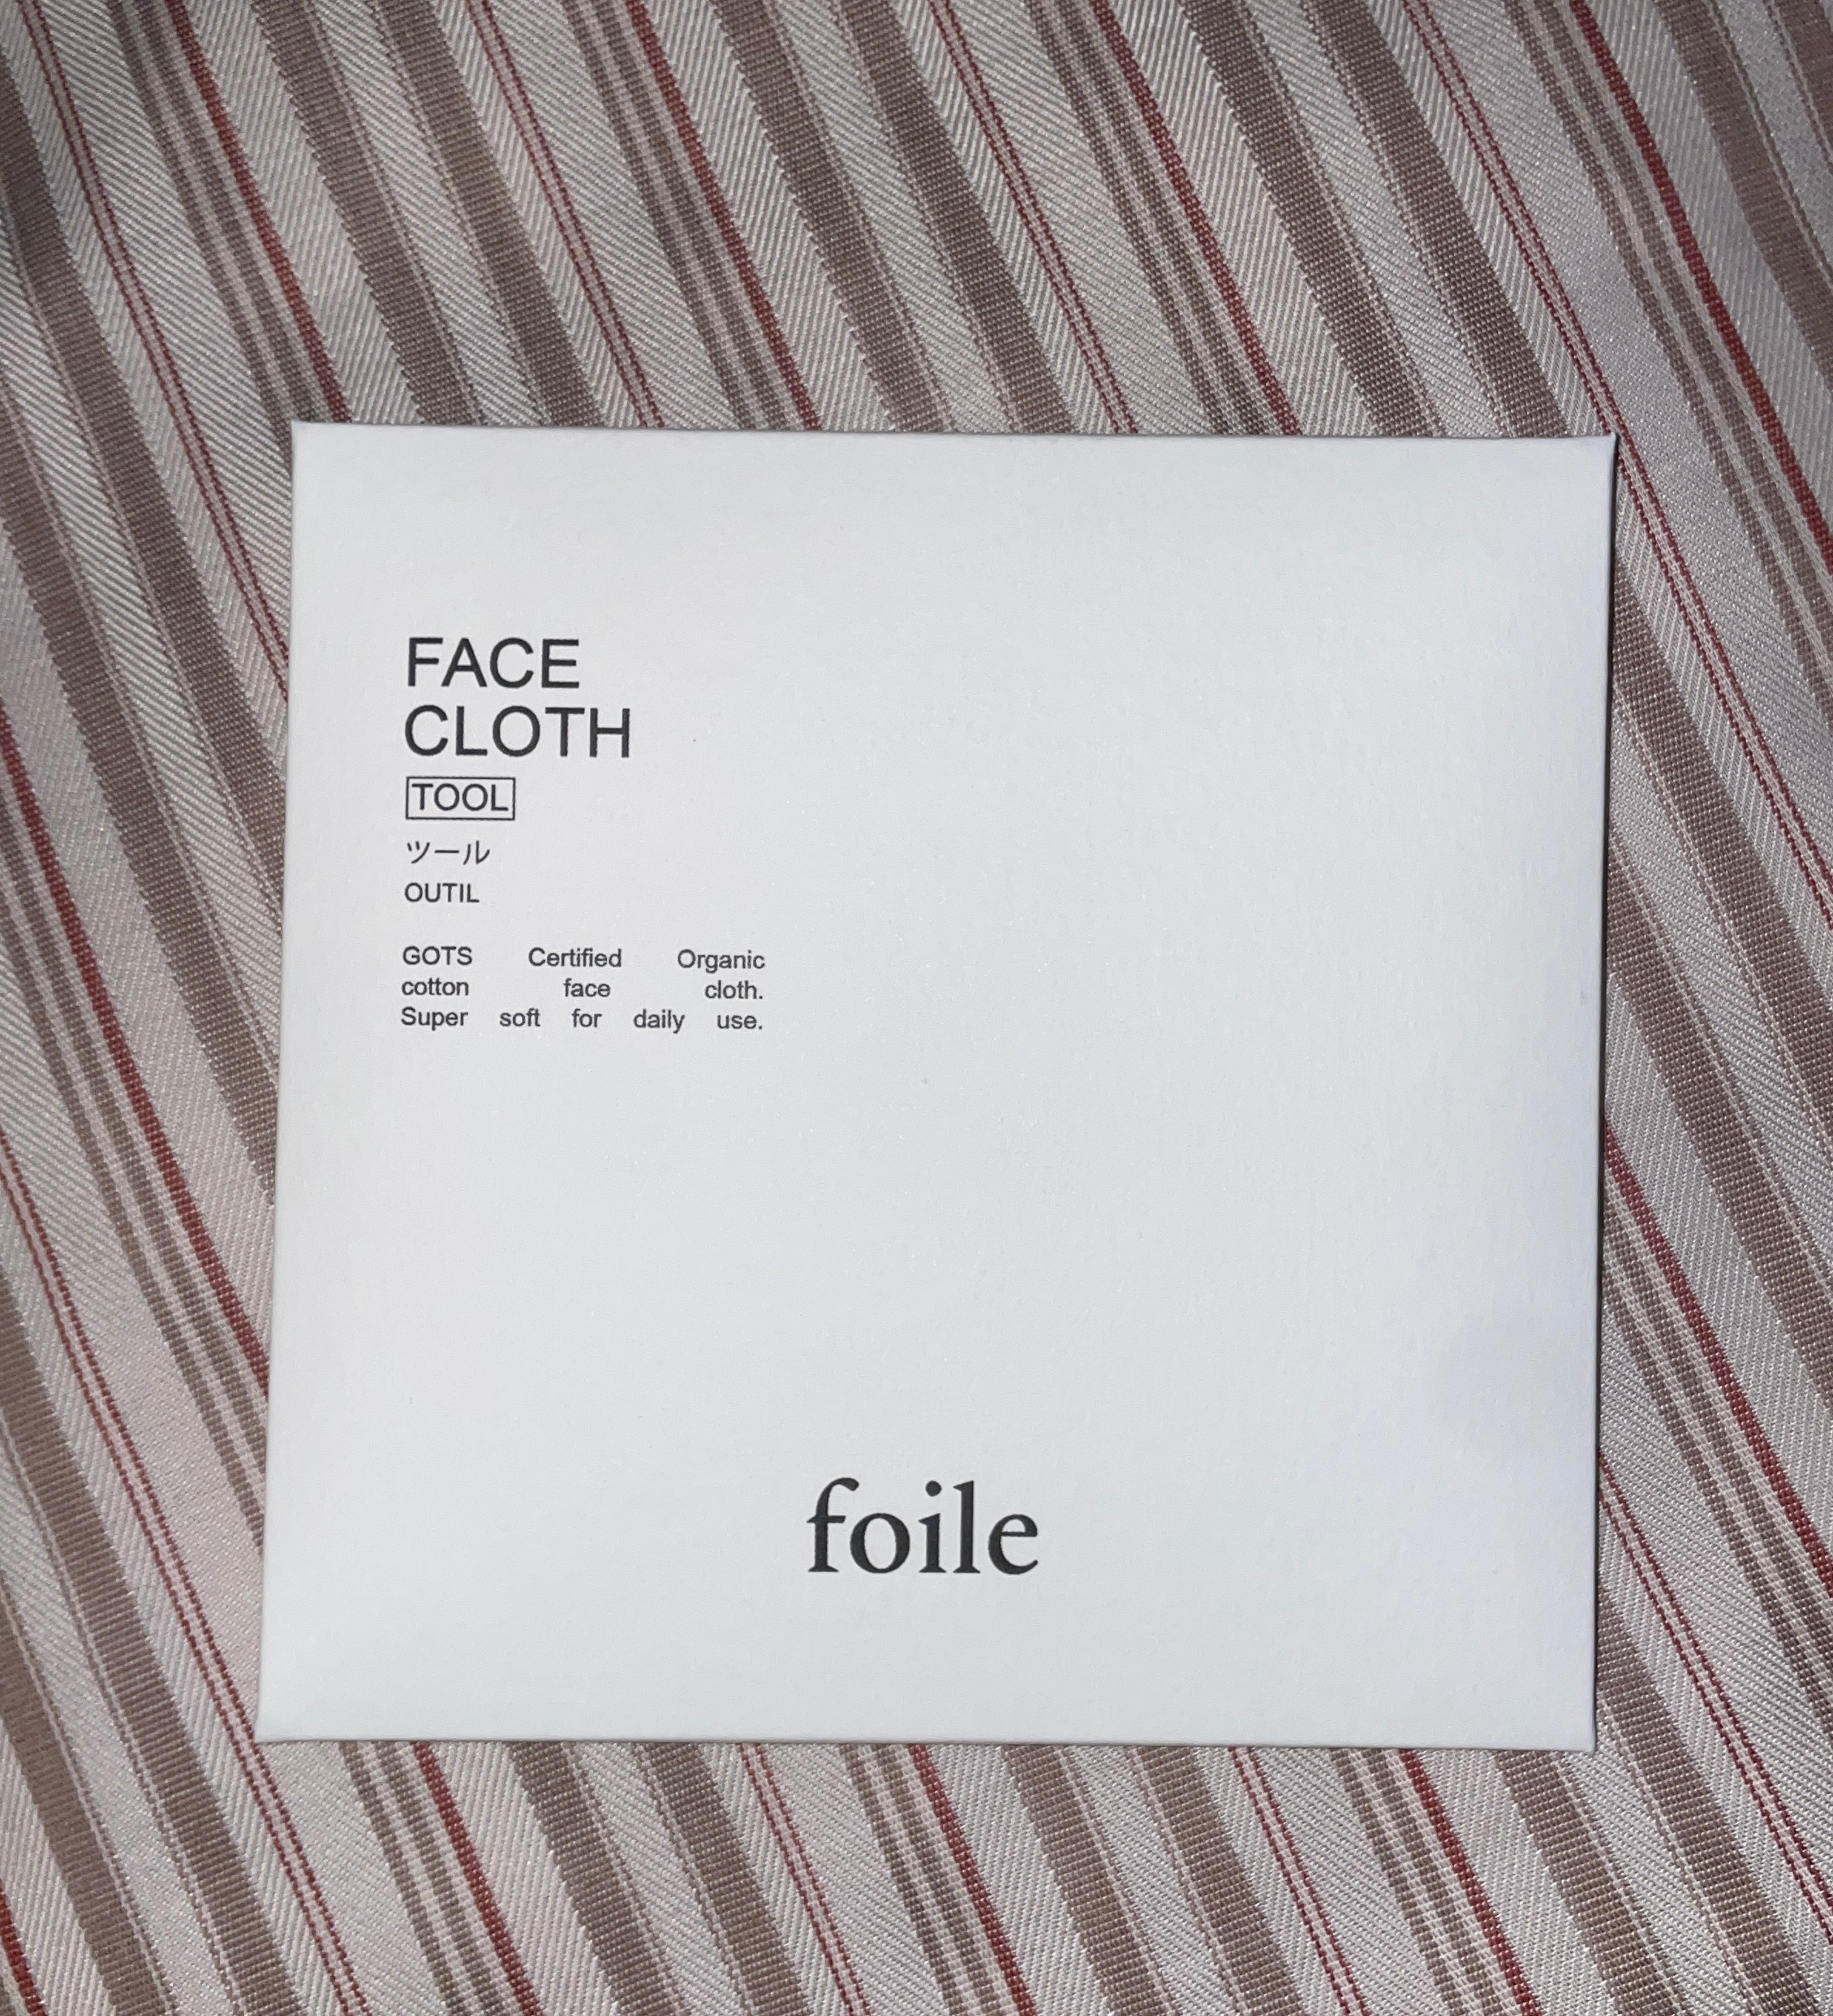 FACE
CLOTH
TOOL
ツール
OUTIL
GOTS Certified Organic
cotton face cloth.
Super soft for daily use.
foile